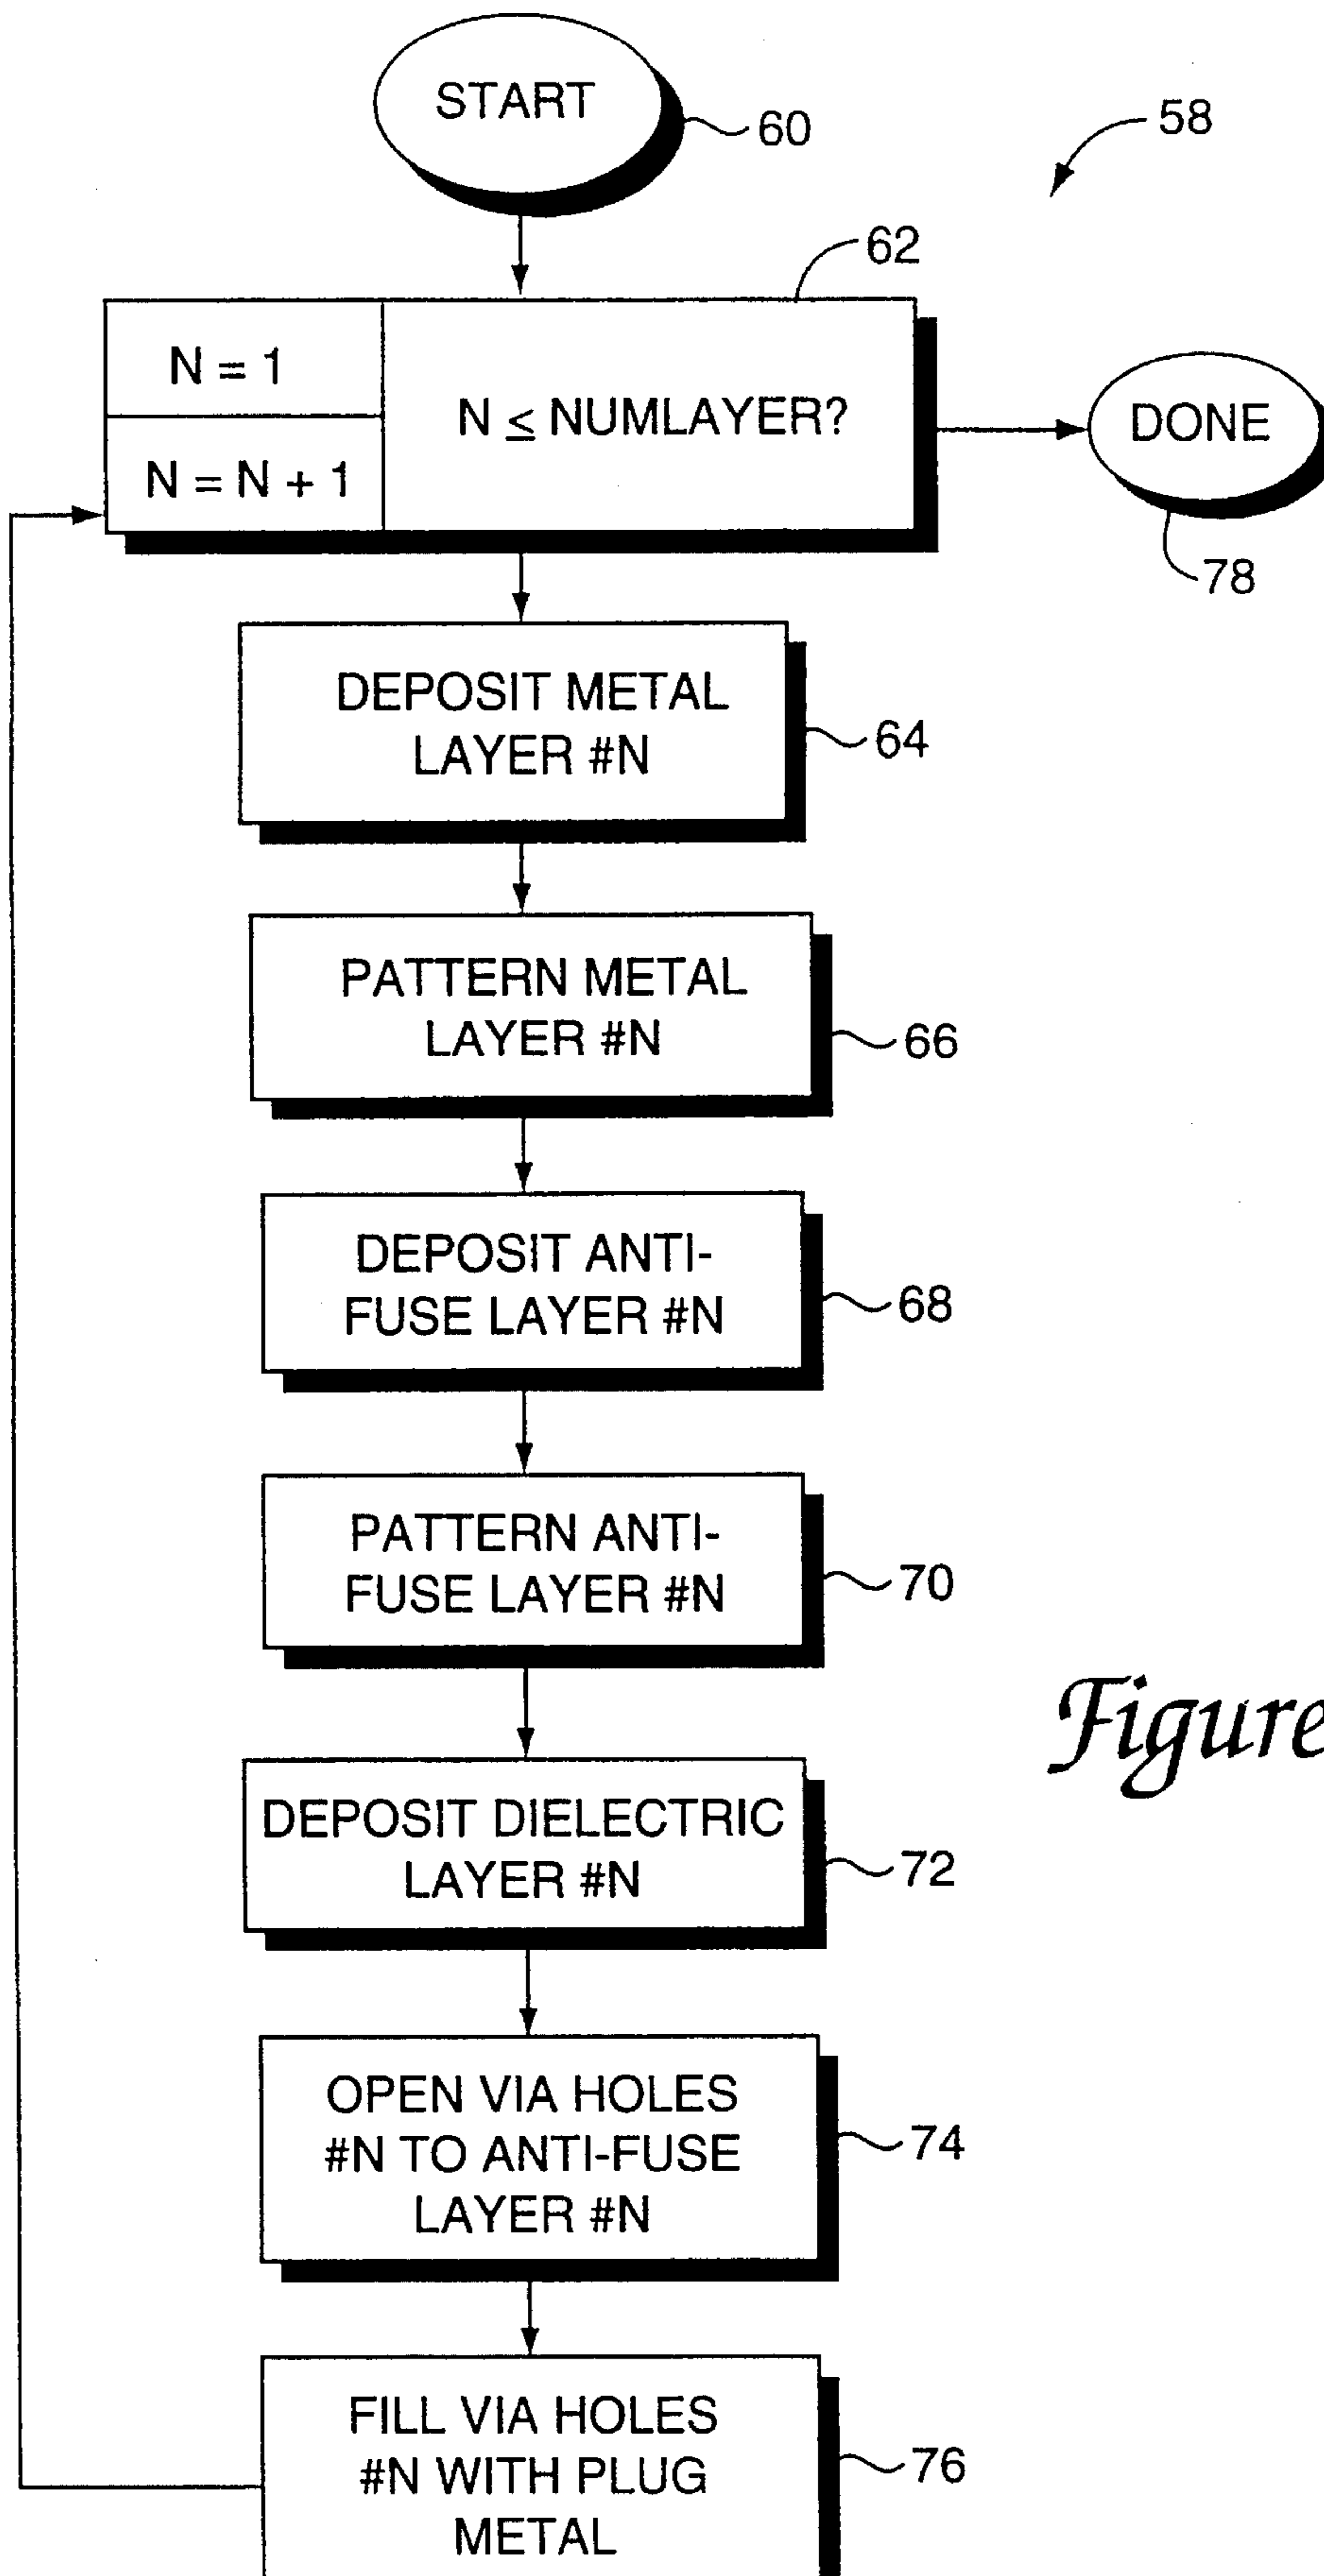 START
60
58
62
N = 1
N = N + 1
N ≤ NUMLAYER?
DONE
78
DEPOSIT METAL
LAYER #N
64
PATTERN METAL
LAYER #N
66
DEPOSIT ANTI-
FUSE LAYER #N
68
PATTERN ANTI-
FUSE LAYER #N
70
Figure
DEPOSIT DIELECTRIC
LAYER #N
72
OPEN VIA HOLES
#N TO ANTI-FUSE
LAYER #N
74
FILL VIA HOLES
#N WITH PLUG
METAL
76